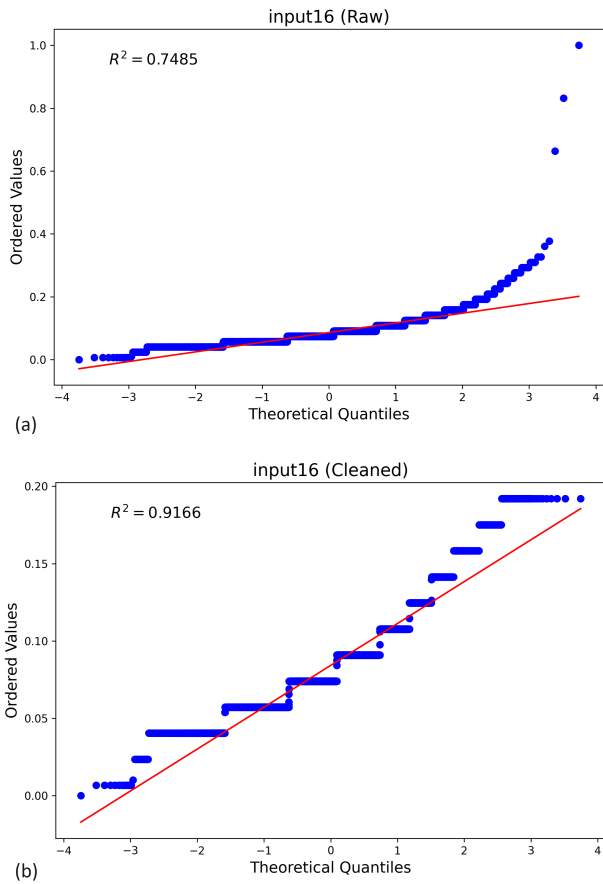 input16 (Raw)
R² = 0.7485
Ordered Values
1.0
0.8
0.6
0.4
0.2
0.0
−4 −3 −2 −1 0 1 2 3 4
Theoretical Quantiles
(a)
input16 (Cleaned)
R² = 0.9166
Ordered Values
0.20
0.15
0.10
0.05
0.00
−4 −3 −2 −1 0 1 2 3 4
Theoretical Quantiles
(b)